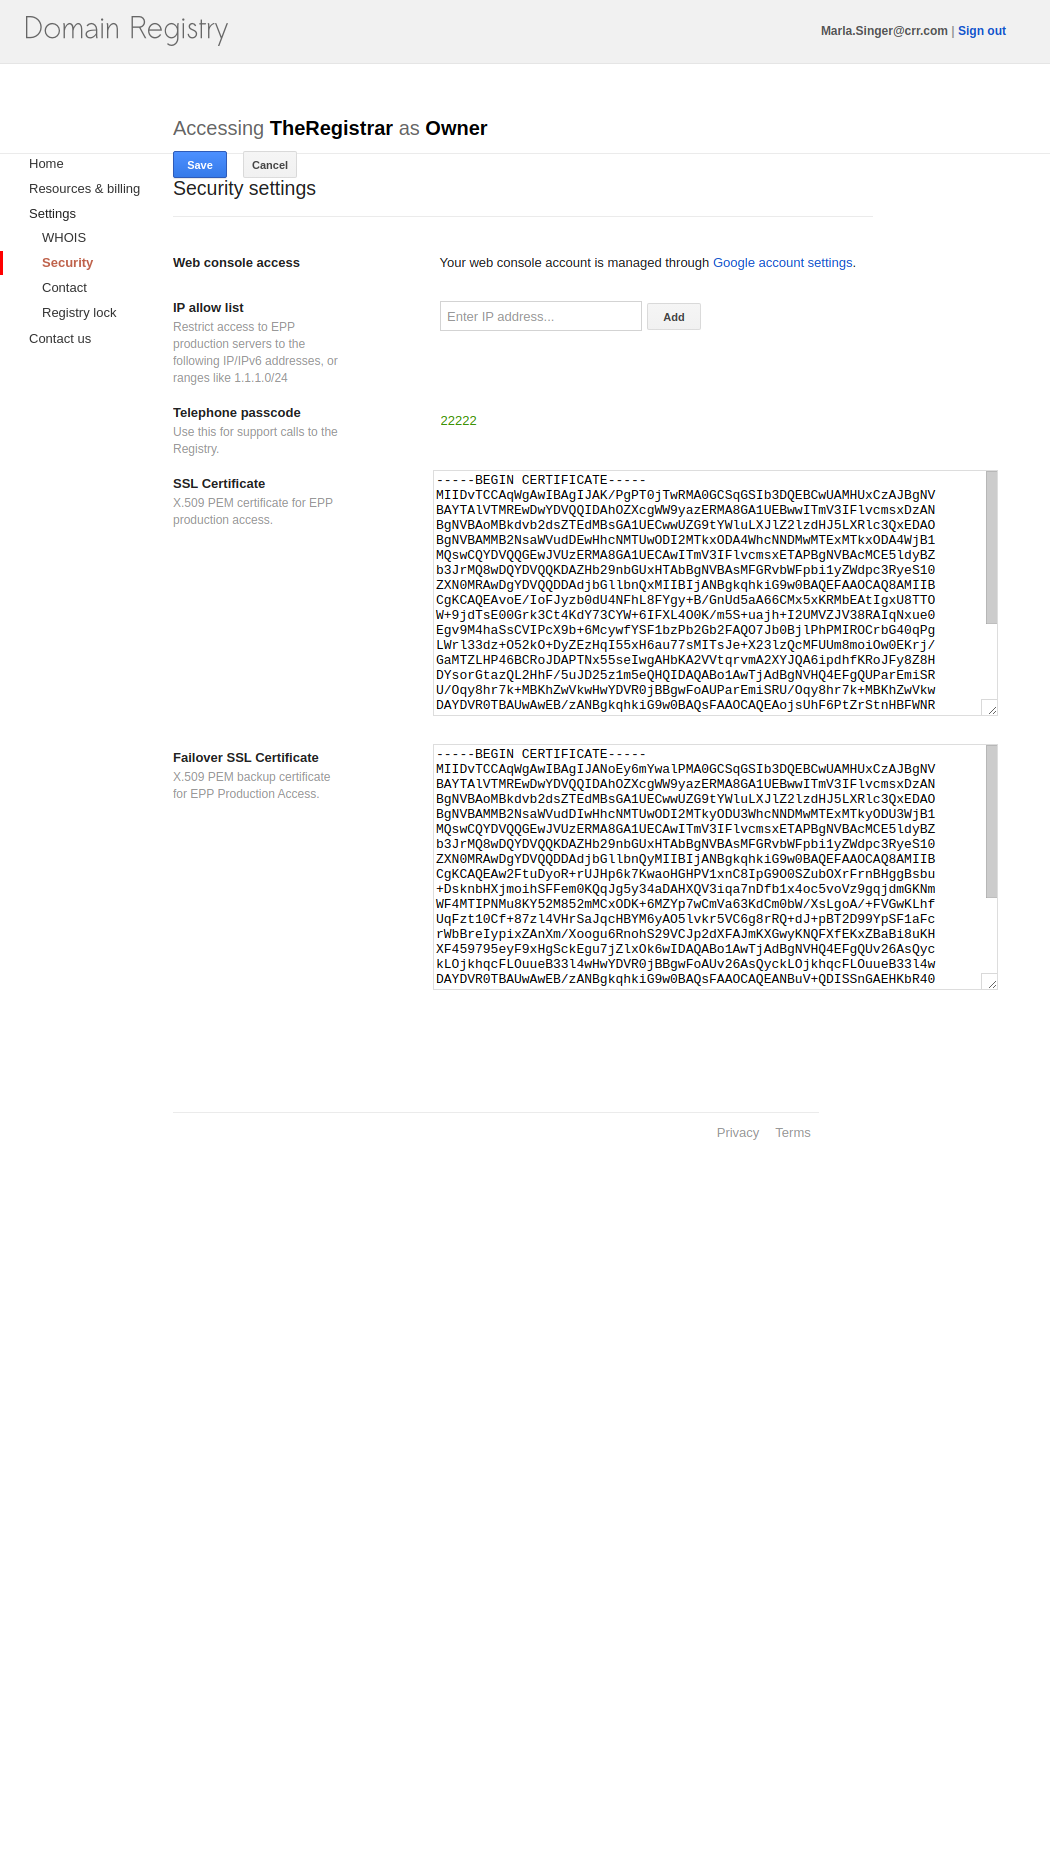 Domain Registry
Marla.Singer@crr.com | Sign out
Accessing TheRegistrar as Owner
Save Cancel
Home
Resources & billing
Settings
WHOIS
Security
Contact
Registry lock
Contact us
Security settings
Web console access
Your web console account is managed through Google account settings.
IP allow list
Restrict access to EPP
production servers to the
following IP/IPv6 addresses, or
ranges like 1.1.1.0/24
Enter IP address... Add
Telephone passcode
Use this for support calls to the
Registry.
22222
SSL Certificate
X.509 PEM certificate for EPP
production access.
-----BEGIN CERTIFICATE-----
MIIDvTCCAqWgAwIBAgIJAK/PgPT0jTwRMA0GCSqGSIb3DQEBCwUAMHUxCzAJBgNV
BAYTAlVTMREwDwYDVQQIDAhOZXcgWW9yazERMA8GA1UEBwwITmV3IFlvcmsxDzAN
BgNVBAoMBkdvb2dsZTEdMBsGA1UECwwUZG9tYWluLXJlZ2lzdHJ5LXRlc3QxEDAO
BgNVBAMMB2NsaWVudDEwHhcNMTUwODI2MTkxODA4WhcNNDMwMTExMTkxODA4WjB1
MQswCQYDVQQGEwJVUzERMA8GA1UECAwITmV3IFlvcmsxETAPBgNVBAcMCE5ldyBZ
b3JrMQ8wDQYDVQQKDAZHb29nbGUxHTAbBgNVBAsMFGRvbWFpbi1yZWdpc3RyeS10
ZXN0MRAwDgYDVQQDDAdjbGllbnQxMIIBIjANBgkqhkiG9w0BAQEFAAOCAQ8AMIIB
CgKCAQEAvoE/IoFJyzb0dU4NFhL8FYgy+B/GnUd5aA66CMx5xKRMbEAtIgxU8TTO
W+9jdTsE00Grk3Ct4KdY73CYW+6IFXL4O0K/m5S+uajh+I2UMVZJV38RAIqNxue0
Egv9M4haSsCVIPcX9b+6McywfYSF1bzPb2Gb2FAQO7Jb0BjlPhPMIROCrbG40qPg
LWrl33dz+O52kO+DyZEzHqI55xH6au77sMITsJe+X23lzQcMFUUm8moiOw0EKrj/
GaMTZLHP46BCRoJDAPTNx55seIwgAHbKA2VVtqrvmA2XYJQA6ipdhfKRoJFy8Z8H
DYsorGtazQL2HhF/5uJD25z1m5eQHQIDAQABo1AwTjAdBgNVHQ4EFgQUParEmiSR
U/Oqy8hr7k+MBKhZwVkwHwYDVR0jBBgwFoAUParEmiSRU/Oqy8hr7k+MBKhZwVkw
DAYDVR0TBAUwAwEB/zANBgkqhkiG9w0BAQsFAAOCAQEAojsUhF6PtZrStnHBFWNR
Failover SSL Certificate
X.509 PEM backup certificate
for EPP Production Access.
-----BEGIN CERTIFICATE-----
MIIDvTCCAqWgAwIBAgIJANoEy6mYwalPMA0GCSqGSIb3DQEBCwUAMHUxCzAJBgNV
BAYTAlVTMREwDwYDVQQIDAhOZXcgWW9yazERMA8GA1UEBwwITmV3IFlvcmsxDzAN
BgNVBAoMBkdvb2dsZTEdMBsGA1UECwwUZG9tYWluLXJlZ2lzdHJ5LXRlc3QxEDAO
BgNVBAMMB2NsaWVudDIwHhcNMTUwODI2MTkyODU3WhcNNDMwMTExMTkyODU3WjB1
MQswCQYDVQQGEwJVUzERMA8GA1UECAwITmV3IFlvcmsxETAPBgNVBAcMCE5ldyBZ
b3JrMQ8wDQYDVQQKDAZHb29nbGUxHTAbBgNVBAsMFGRvbWFpbi1yZWdpc3RyeS10
ZXN0MRAwDgYDVQQDDAdjbGllbnQyMIIBIjANBgkqhkiG9w0BAQEFAAOCAQ8AMIIB
CgKCAQEAw2FtuDyoR+rUJHp6k7KwaoHGHPV1xnC8IpG9O0SZubOXrFrnBHggBsbu
+DsknbHXjmoihSFFem0KQqJg5y34aDAHXQV3iqa7nDfb1x4oc5voVz9gqjdmGKNm
WF4MTIPNMu8KY52M852mMCxODK+6MZYp7wCmVa63KdCm0bW/XsLgoA/+FVGwKLhf
UqFzt10Cf+87zl4VHrSaJqcHBYM6yAO5lvkr5VC6g8rRQ+dJ+pBT2D99YpSF1aFc
rWbBreIypixZAnXm/Xoogu6RnohS29VCJp2dXFAJmKXGwyKNQFXfEKxZBaBi8uKH
XF459795eyF9xHgSckEgu7jZlxOk6wIDAQABo1AwTjAdBgNVHQ4EFgQUv26AsQyc
kLOjkhqcFLOuueB33l4wHwYDVR0jBBgwFoAUv26AsQyckLOjkhqcFLOuueB33l4w
DAYDVR0TBAUwAwEB/zANBgkqhkiG9w0BAQsFAAOCAQEANBuV+QDISSnGAEHKbR40
Privacy Terms